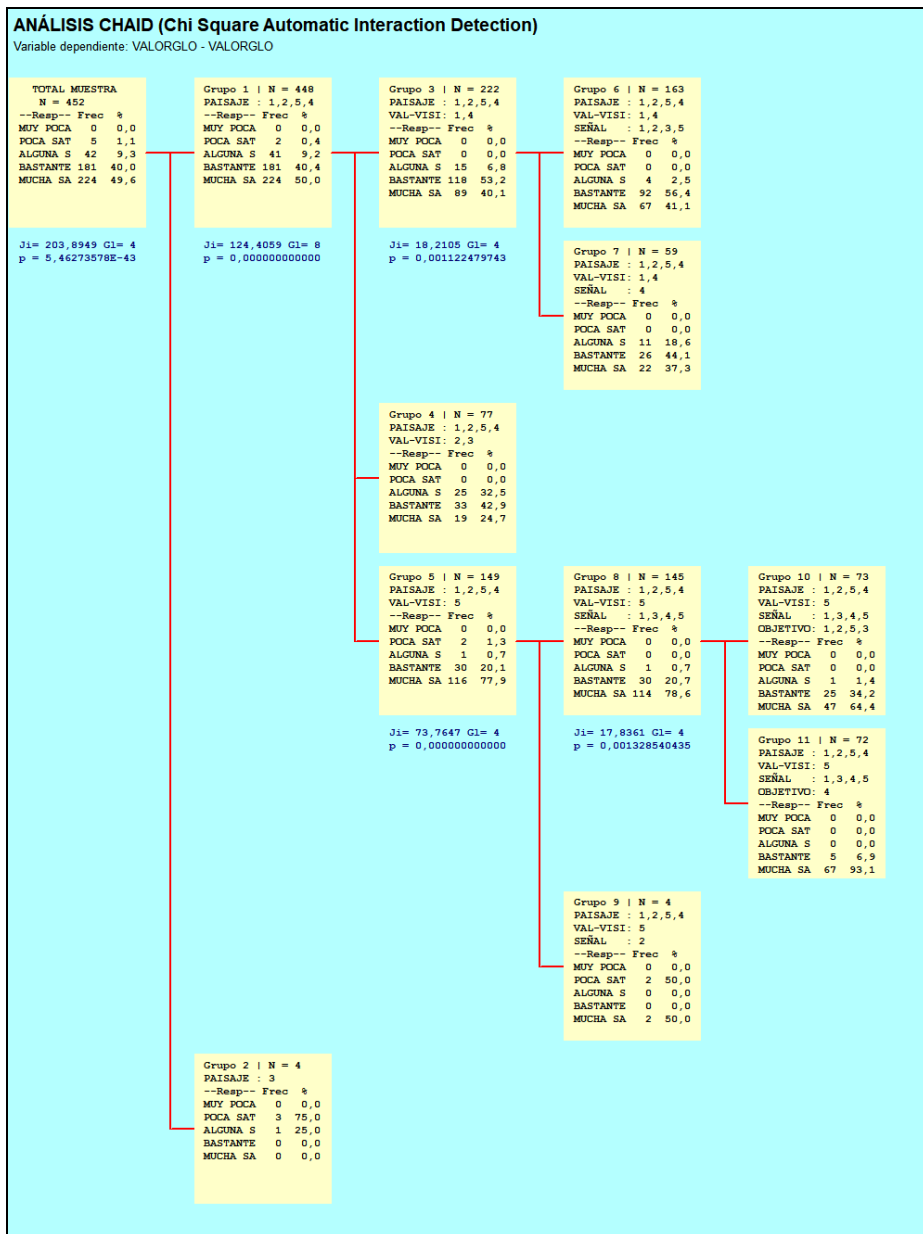 ANÁLISIS CHAID (Chi Square Automatic Interaction Detection)
Variable dependiente: VALORGLO - VALORGLO
TOTAL MUESTRA
N = 452
--Resp-- Frec %
MUY POCA 0 0,0
POCA SAT 5 1,1
ALGUNA S 42 9,3
BASTANTE 181 40,0
MUCHA SA 224 49,6
Ji= 203,8949 Gl= 4
p = 5,46273578E-43
Grupo 1 | N = 448
PAISAJE : 1,2,5,4
--Resp-- Frec %
MUY POCA 0 0,0
POCA SAT 2 0,4
ALGUNA S 41 9,2
BASTANTE 181 40,4
MUCHA SA 224 50,0
Ji= 124,4059 Gl= 8
p = 0,000000000000
Grupo 3 | N = 222
PAISAJE : 1,2,5,4
VAL-VISI: 1,4
--Resp-- Frec %
MUY POCA 0 0,0
POCA SAT 0 0,0
ALGUNA S 15 6,8
BASTANTE 118 53,2
MUCHA SA 89 40,1
Ji= 18,2105 Gl= 4
p = 0,001122479743
Grupo 6 | N = 163
PAISAJE : 1,2,5,4
VAL-VISI: 1,4
SEÑAL : 1,2,3,5
--Resp-- Frec %
MUY POCA 0 0,0
POCA SAT 0 0,0
ALGUNA S 4 2,5
BASTANTE 92 56,4
MUCHA SA 67 41,1
Grupo 7 | N = 59
PAISAJE : 1,2,5,4
VAL-VISI: 1,4
SEÑAL : 4
--Resp-- Frec %
MUY POCA 0 0,0
POCA SAT 0 0,0
ALGUNA S 11 18,6
BASTANTE 26 44,1
MUCHA SA 22 37,3
Grupo 4 | N = 77
PAISAJE : 1,2,5,4
VAL-VISI: 2,3
--Resp-- Frec %
MUY POCA 0 0,0
POCA SAT 0 0,0
ALGUNA S 25 32,5
BASTANTE 33 42,9
MUCHA SA 19 24,7
Grupo 5 | N = 149
PAISAJE : 1,2,5,4
VAL-VISI: 5
--Resp-- Frec %
MUY POCA 0 0,0
POCA SAT 2 1,3
ALGUNA S 1 0,7
BASTANTE 30 20,1
MUCHA SA 116 77,9
Ji= 73,7647 Gl= 4
p = 0,000000000000
Grupo 8 | N = 145
PAISAJE : 1,2,5,4
VAL-VISI: 5
SEÑAL : 1,3,4,5
--Resp-- Frec %
MUY POCA 0 0,0
POCA SAT 0 0,0
ALGUNA S 1 0,7
BASTANTE 30 20,7
MUCHA SA 114 78,6
Ji= 17,8361 Gl= 4
p = 0,001328540435
Grupo 10 | N = 73
PAISAJE : 1,2,5,4
VAL-VISI: 5
SEÑAL : 1,3,4,5
OBJETIVO: 1,2,5,3
--Resp-- Frec %
MUY POCA 0 0,0
POCA SAT 0 0,0
ALGUNA S 1 1,4
BASTANTE 25 34,2
MUCHA SA 47 64,4
Grupo 11 | N = 72
PAISAJE : 1,2,5,4
VAL-VISI: 5
SEÑAL : 1,3,4,5
OBJETIVO: 4
--Resp-- Frec %
MUY POCA 0 0,0
POCA SAT 0 0,0
ALGUNA S 0 0,0
BASTANTE 5 6,9
MUCHA SA 67 93,1
Grupo 9 | N = 4
PAISAJE : 1,2,5,4
VAL-VISI: 5
SEÑAL : 2
--Resp-- Frec %
MUY POCA 0 0,0
POCA SAT 2 50,0
ALGUNA S 0 0,0
BASTANTE 0 0,0
MUCHA SA 2 50,0
Grupo 2 | N = 4
PAISAJE : 3
--Resp-- Frec %
MUY POCA 0 0,0
POCA SAT 3 75,0
ALGUNA S 1 25,0
BASTANTE 0 0,0
MUCHA SA 0 0,0